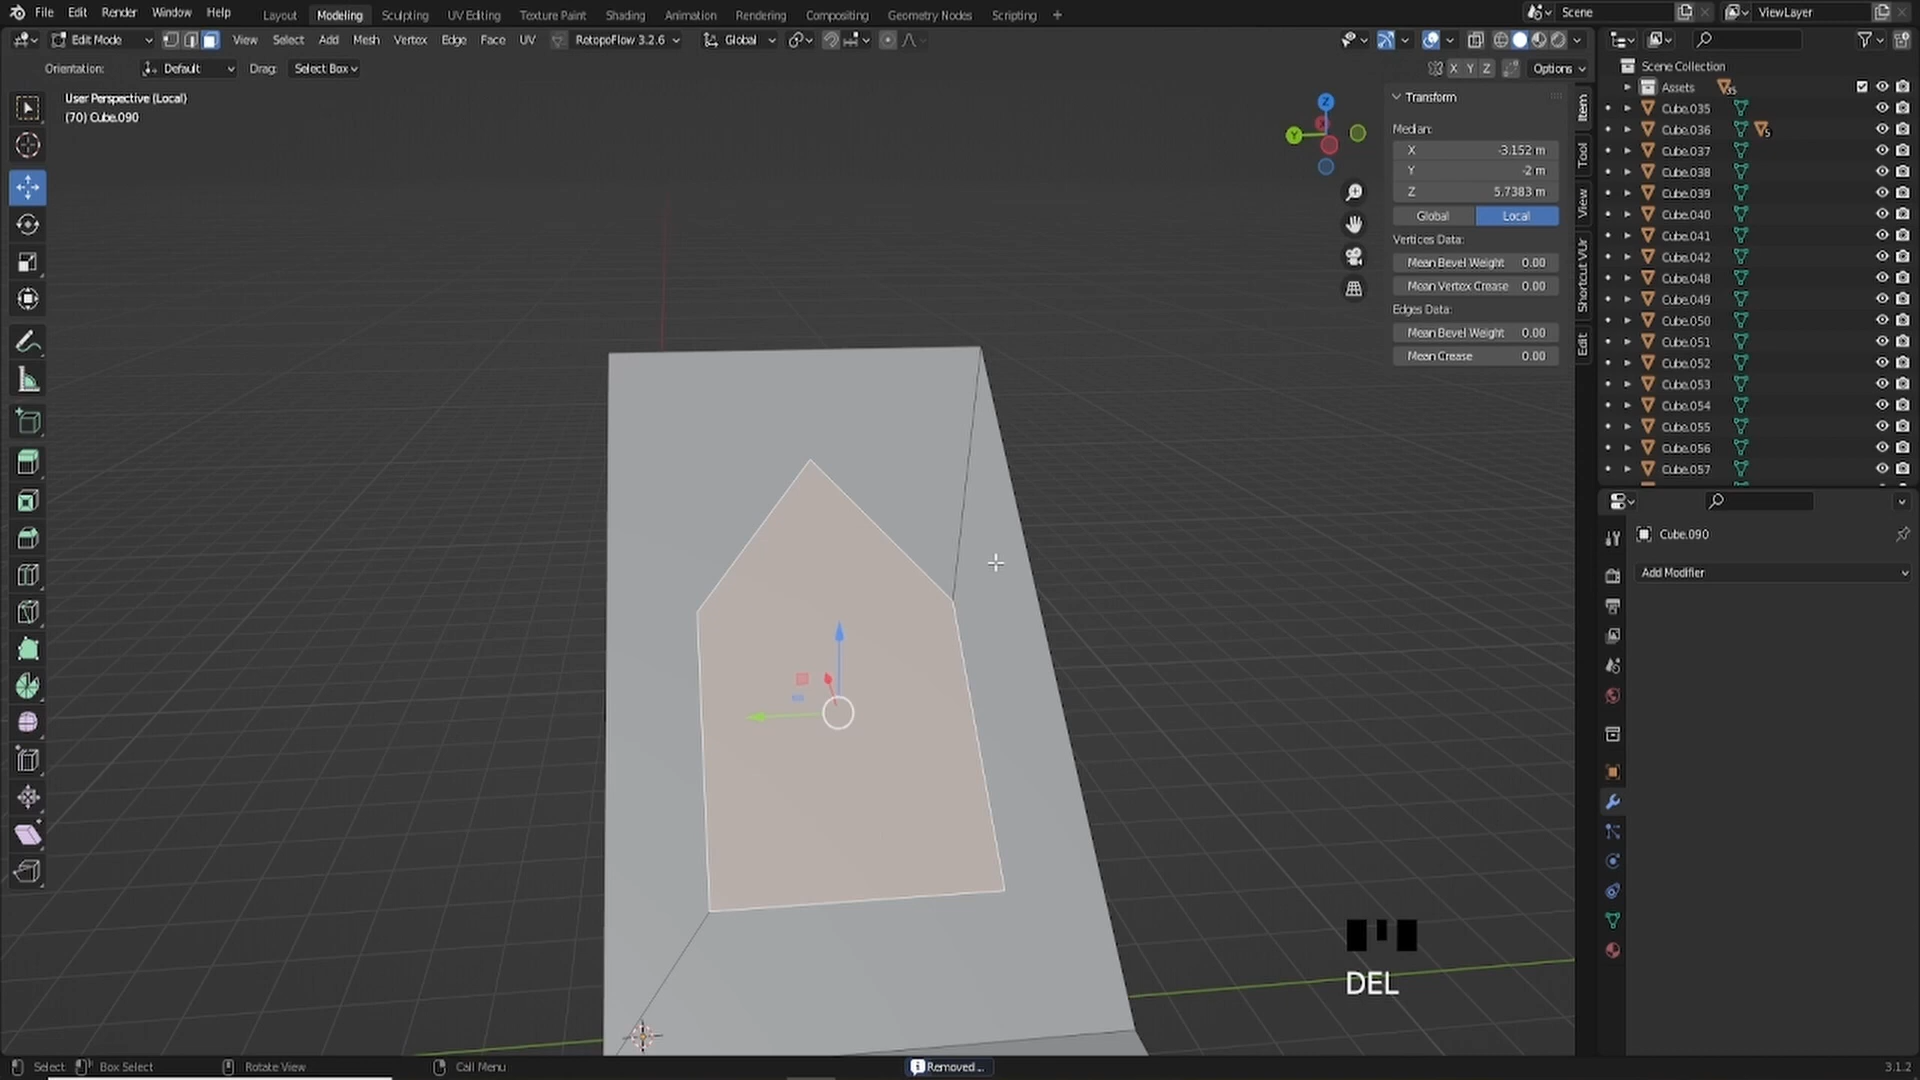 File Edit Render Window Help Layout Modeling Sculpting UV Editing Texture Paint Shading Animation Rendering Compositing Geometry Nodes Scripting + Scene ViewLayer
Edit Mode View Select Add Mesh Vertex Edge Face UV RetopoFlow 3.2.6 Global
Orientation: Default Drag: Select Box X Y Z Options
User Perspective (Local)
(70) Cube.090
Z
Y
Transform
Median:
X -3.152 m
Y -2 m
Z 5.7383 m
Global Local
Vertices Data:
Mean Bevel Weight 0.00
Mean Vertex Crease 0.00
Edges Data:
Mean Bevel Weight 0.00
Mean Crease 0.00
Item
Tool
View
Shortcut VUr
Edit
Scene Collection
Assets 35
Cube.035
Cube.036 5
Cube.037
Cube.038
Cube.039
Cube.040
Cube.041
Cube.042
Cube.048
Cube.049
Cube.050
Cube.051
Cube.052
Cube.053
Cube.054
Cube.055
Cube.056
Cube.057
Cube.090
Add Modifier
DEL
Select Box Select Rotate View Call Menu Removed ... 3.1.2